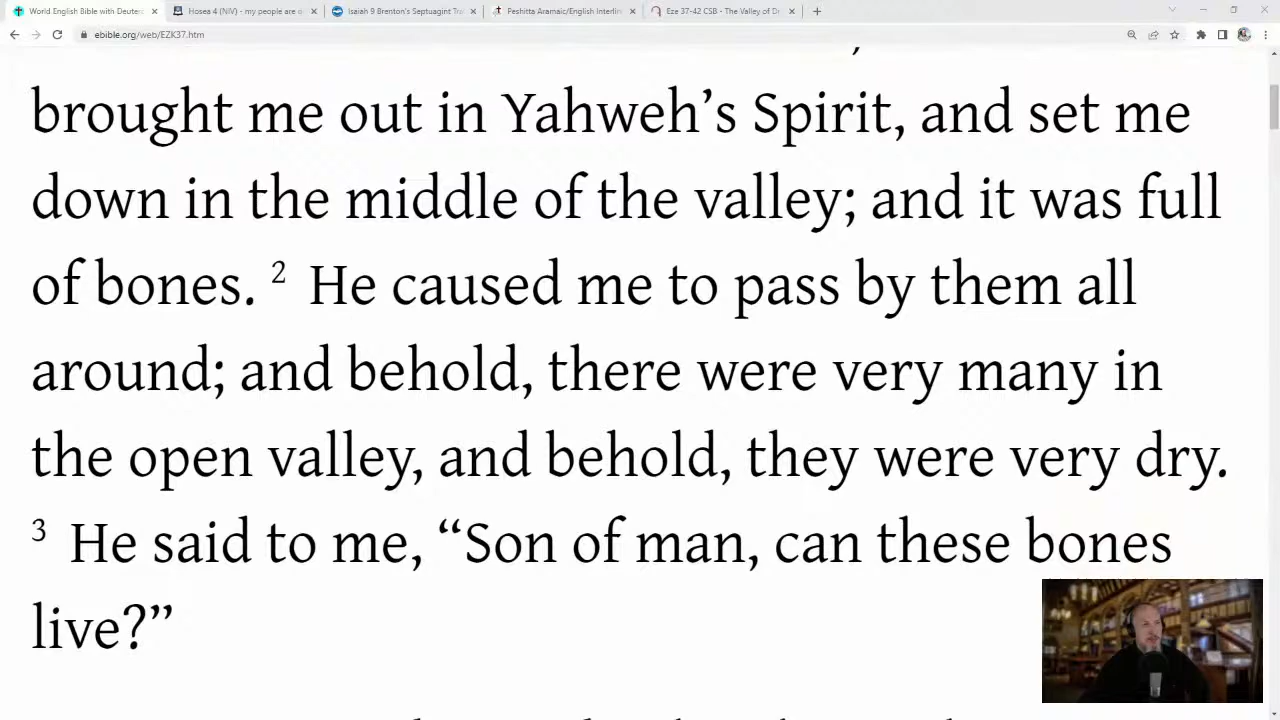 World English Bible with Deuter
Hosea 4 (NIV) - my people are d
Isaiah 9 Brenton's Septuagint Tra
Peshitta Aramaic/English Interlin
Eze 37-42 CSB - The Valley of Dr
ebible.org/web/EZK37.htm
brought me out in Yahweh’s Spirit, and set me
down in the middle of the valley; and it was full
of bones. 2 He caused me to pass by them all
around; and behold, there were very many in
the open valley, and behold, they were very dry.
3 He said to me, “Son of man, can these bones
live?”